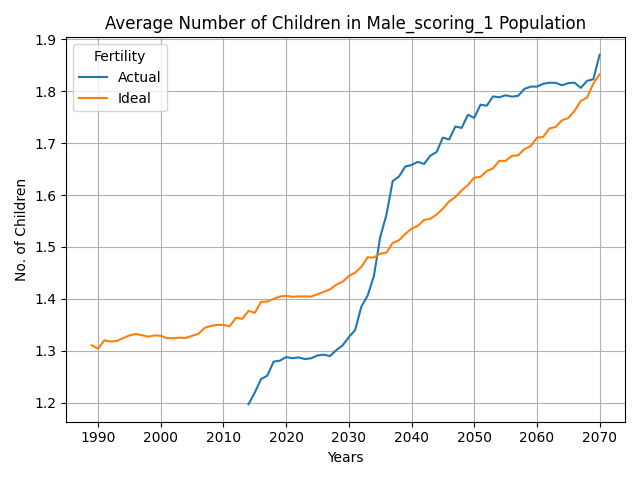 Average Number of Children in Male_scoring_1 Population
Fertility
Actual
Ideal
No. of Children
1.9
1.8
1.7
1.6
1.5
1.4
1.3
1.2
1990 2000 2010 2020 2030 2040 2050 2060 2070
Years